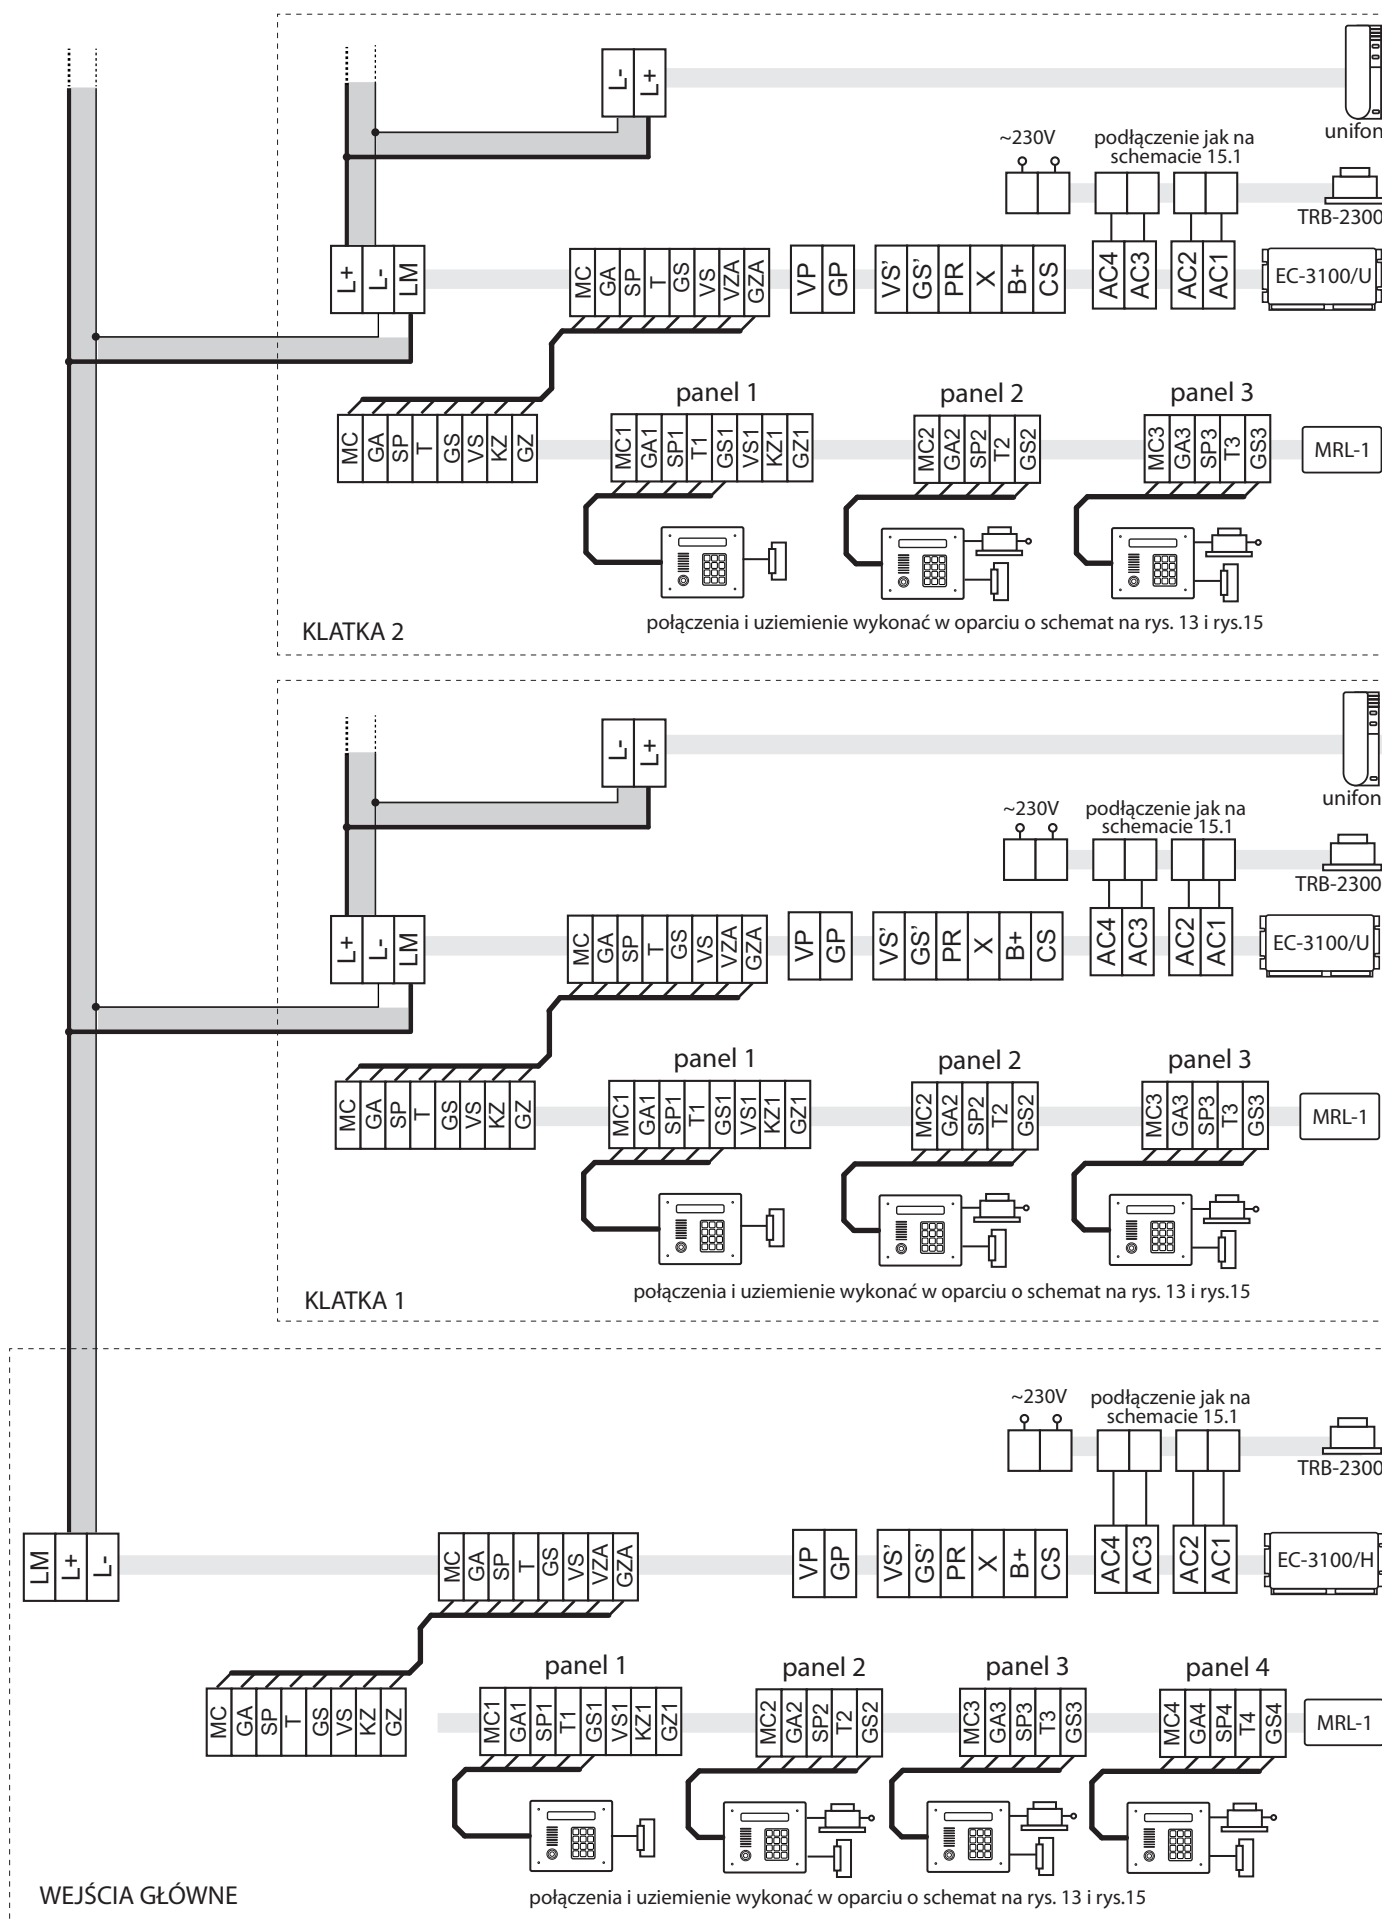 L- L+
unifon
~230V
podłączenie jak na
schemacie 15.1
TRB-2300
L+ L- LM
MC GA SP T GS VS VZA GZA
VP GP
VS' GS' PR X B+ CS
AC4 AC3
AC2 AC1
EC-3100/U
panel 1
panel 2
panel 3
MC GA SP T GS VS KZ GZ
MC1 GA1 SP1 T1 GS1 VS1 KZ1 GZ1
MC2 GA2 SP2 T2 GS2
MC3 GA3 SP3 T3 GS3
MRL-1
KLATKA 2
połączenia i uziemienie wykonać w oparciu o schemat na rys. 13 i rys.15
L- L+
unifon
~230V
podłączenie jak na
schemacie 15.1
TRB-2300
L+ L- LM
MC GA SP T GS VS VZA GZA
VP GP
VS' GS' PR X B+ CS
AC4 AC3
AC2 AC1
EC-3100/U
panel 1
panel 2
panel 3
MC GA SP T GS VS KZ GZ
MC1 GA1 SP1 T1 GS1 VS1 KZ1 GZ1
MC2 GA2 SP2 T2 GS2
MC3 GA3 SP3 T3 GS3
MRL-1
KLATKA 1
połączenia i uziemienie wykonać w oparciu o schemat na rys. 13 i rys.15
~230V
podłączenie jak na
schemacie 15.1
TRB-2300
LM L+ L-
MC GA SP T GS VS VZA GZA
VP GP
VS' GS' PR X B+ CS
AC4 AC3
AC2 AC1
EC-3100/H
panel 1
panel 2
panel 3
panel 4
MC GA SP T GS VS KZ GZ
MC1 GA1 SP1 T1 GS1 VS1 KZ1 GZ1
MC2 GA2 SP2 T2 GS2
MC3 GA3 SP3 T3 GS3
MC4 GA4 SP4 T4 GS4
MRL-1
WEJŚCIA GŁÓWNE
połączenia i uziemienie wykonać w oparciu o schemat na rys. 13 i rys.15